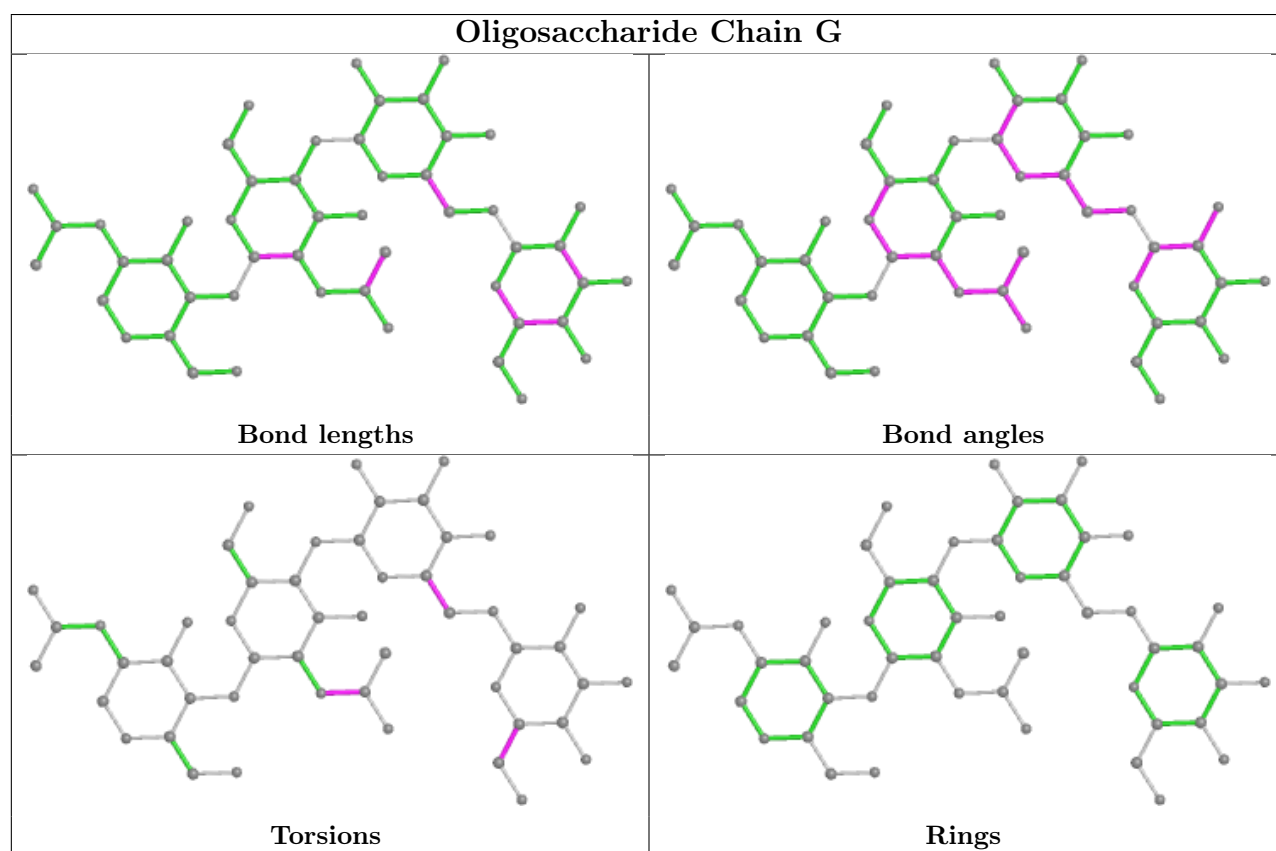 Oligosaccharide Chain G
Bond lengths
Bond angles
Torsions
Rings